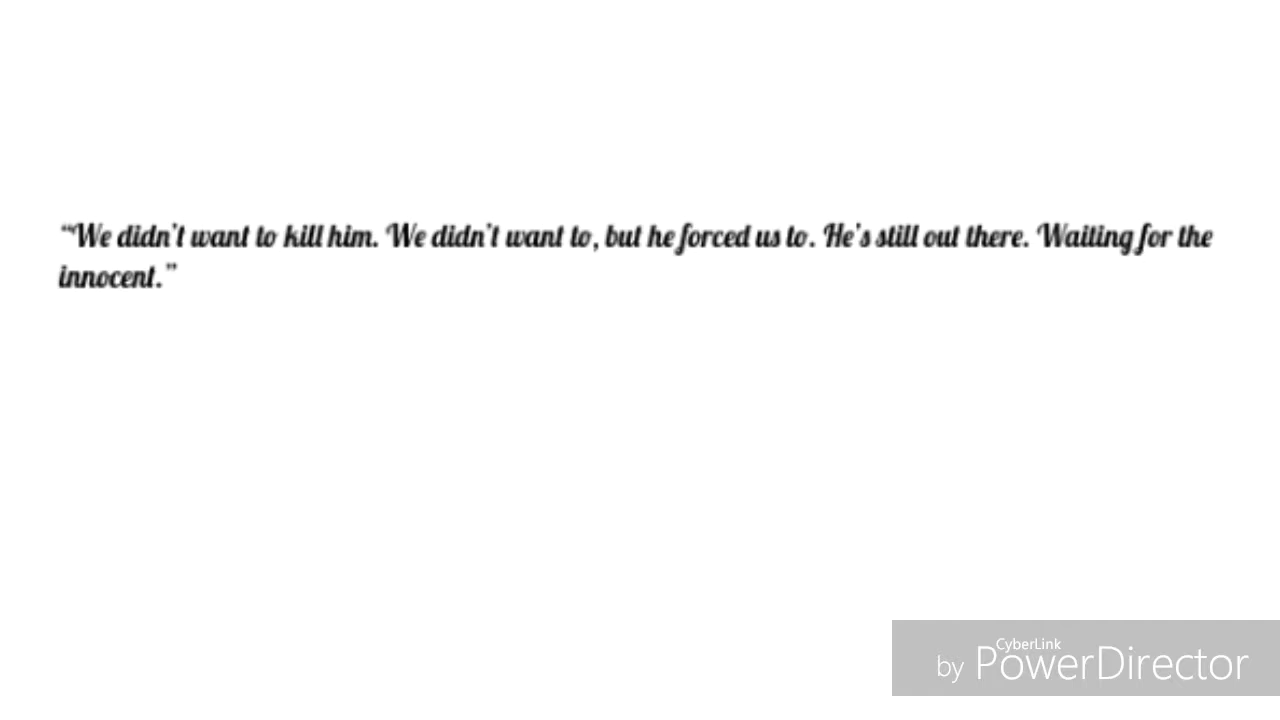 “We didn’t want to kill him. We didn’t want to, but he forced us to. He’s still out there. Waiting for the
innocent.”
CyberLink
by PowerDirector